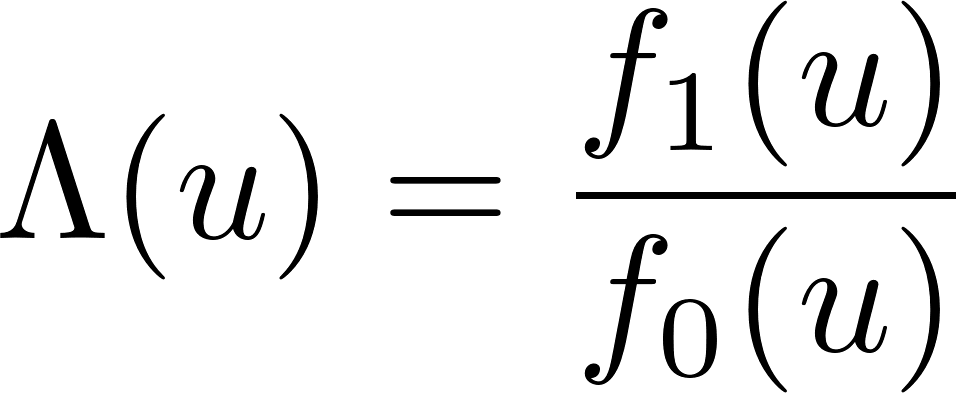 Λ(u) = f₁(u) / f₀(u)